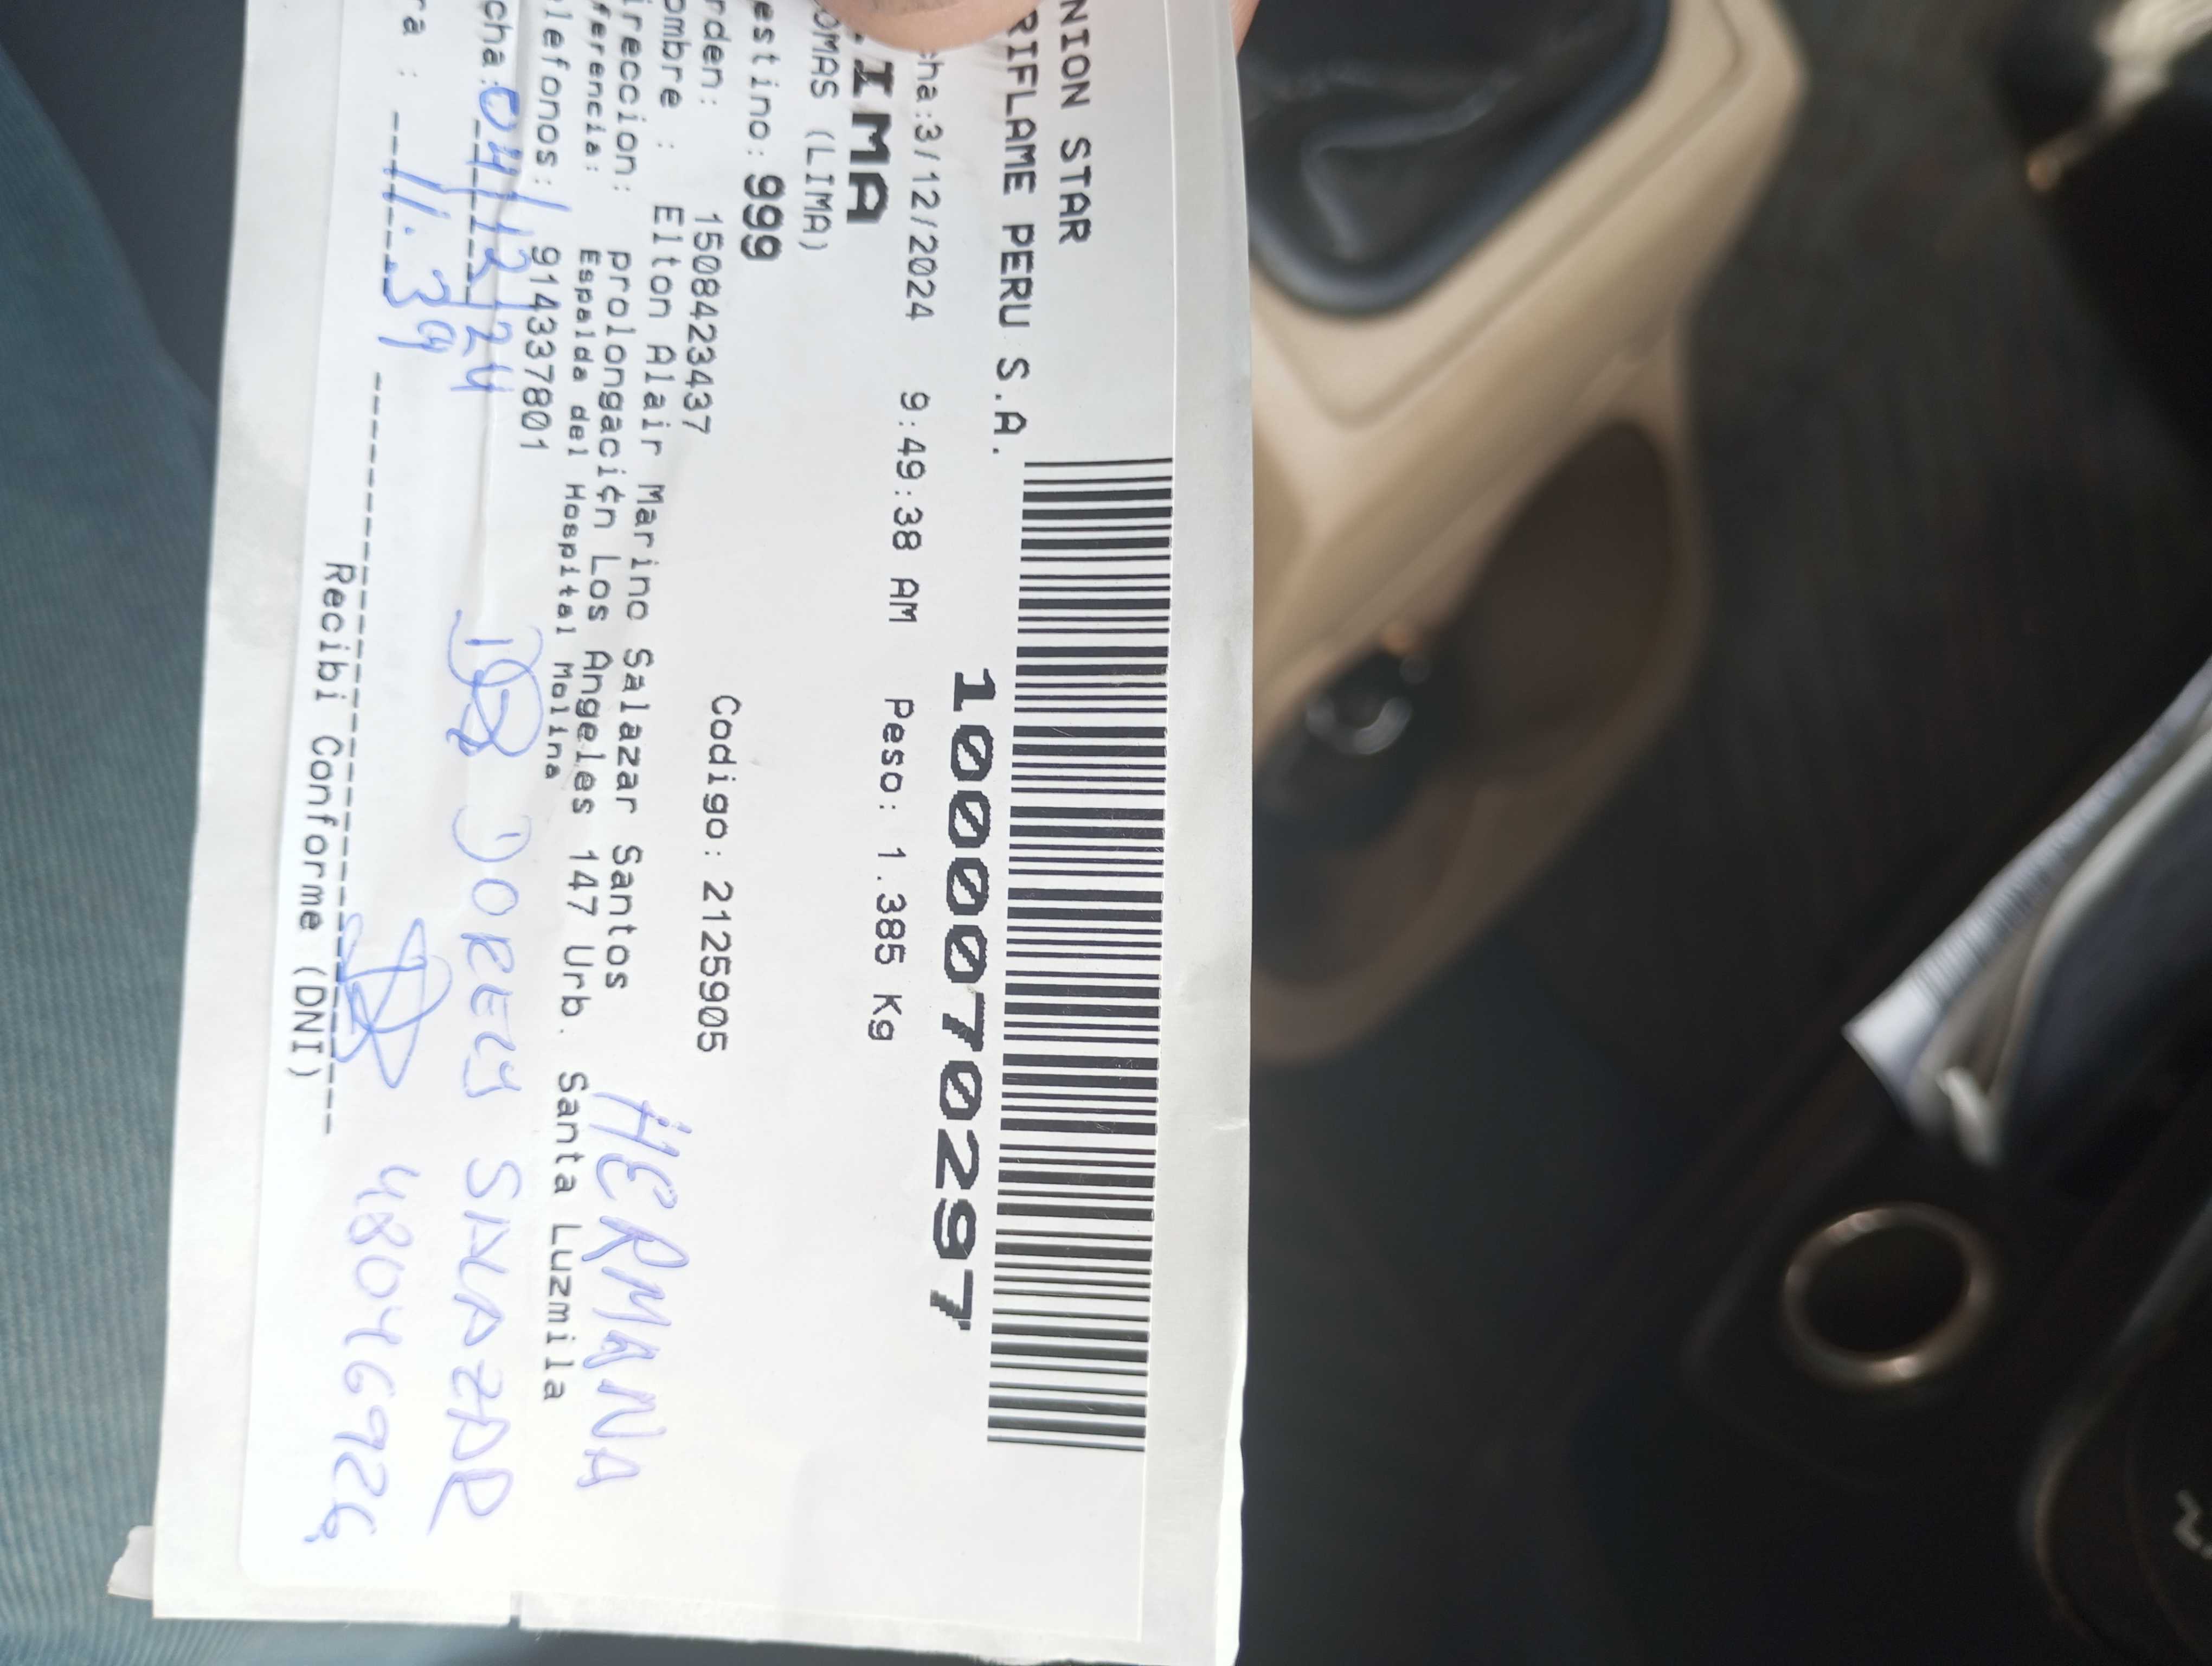 NION STAR
RIFLAME PERU S.A.
1000070297
cha:3/12/2024 9:49:38 AM Peso: 1.385 Kg
LIMA
OMAS (LIMA)
estino: 999
rden: 1508423437 Codigo: 2125905
ombre : Elton Alair Marino Salazar Santos
HERMANA
ireccion: prolongaci¢n Los Angeles 147 Urb. Santa Luzmila
ferencia: Espalda del Hospital Molina
lefonos: 914337801
cha: 04/12/24 DORELY SALAZAR
ra : 11:39 48046926
Recibi Conforme (DNI)